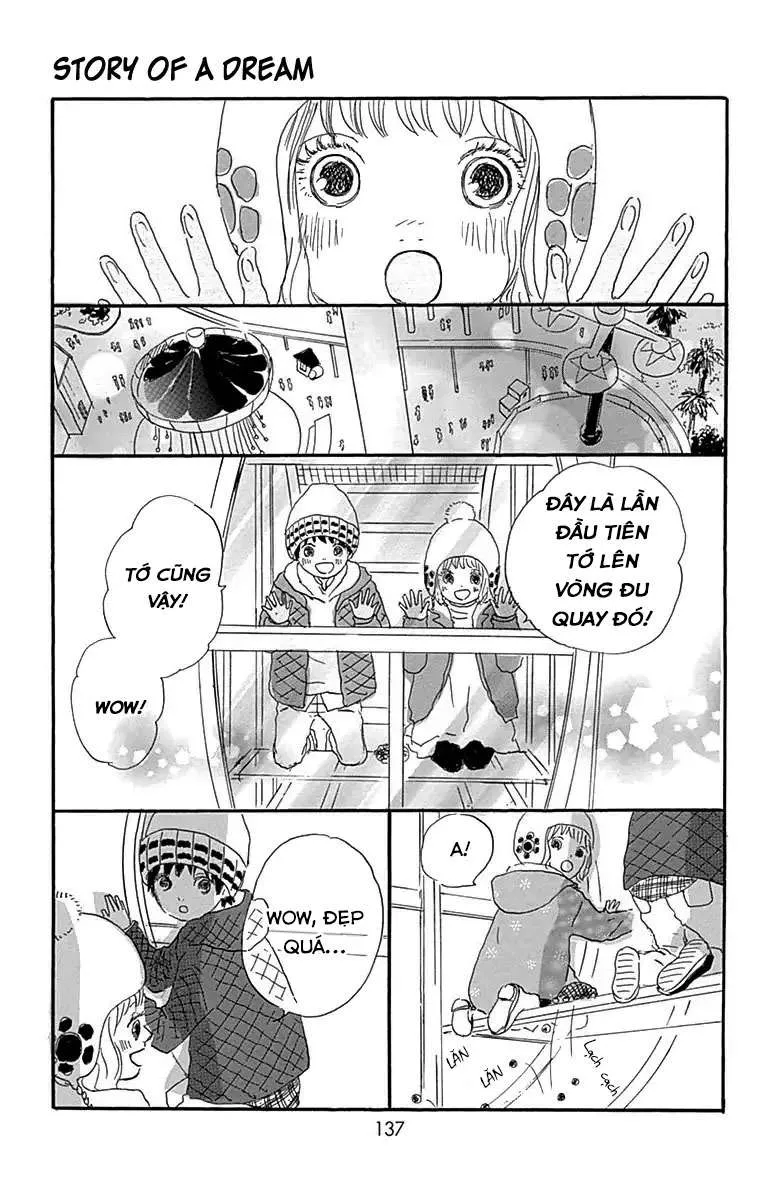 STORY OF A DREAM
ĐÂY LÀ LẦN
ĐẦU TIÊN
TỚ LÊN
VÒNG ĐU
QUAY ĐÓ!
TỚ CŨNG
VẬY!
WOW!
WOW, ĐẸP
QUÁ...
A!
LĂN
LĂN
Lạch cạch
137